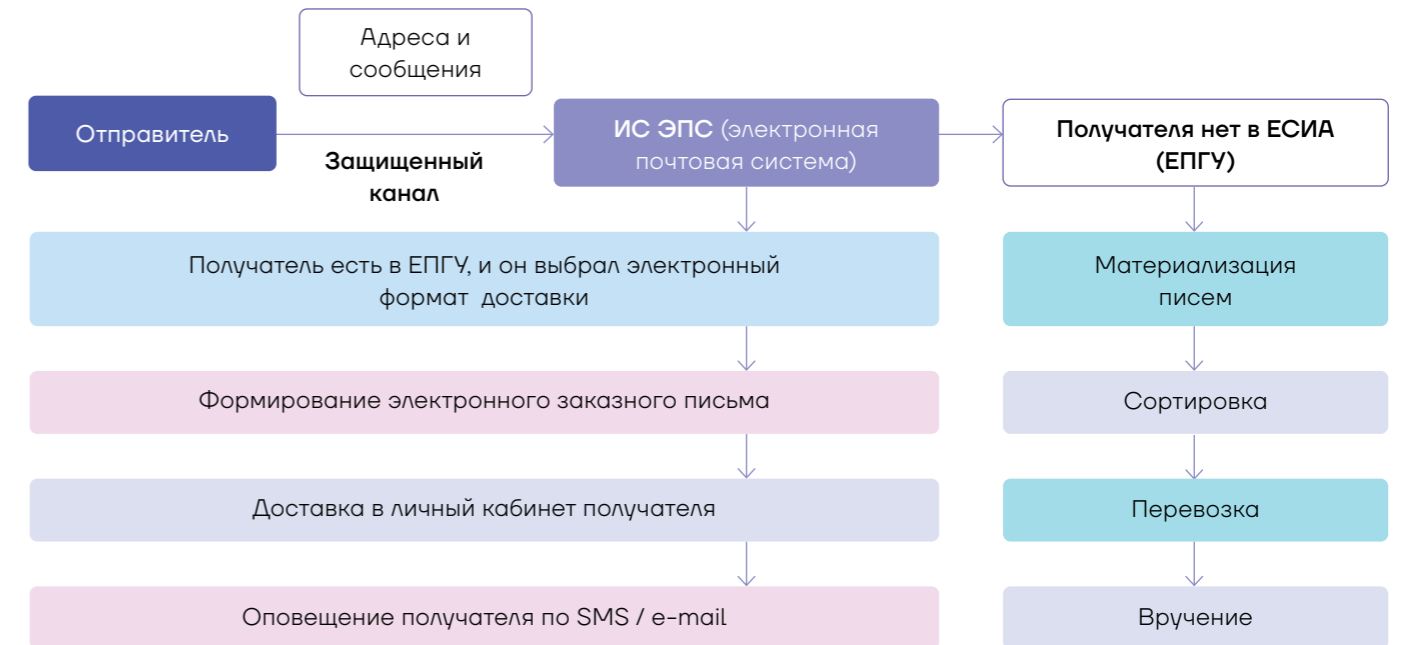 Адреса и
сообщения
Отправитель
Защищенный
канал
ИС ЭПС (электронная
почтовая система)
Получателя нет в ЕСИА
(ЕПГУ)
Получатель есть в ЕПГУ, и он выбрал электронный
формат доставки
Материализация
писем
Формирование электронного заказного письма
Сортировка
Доставка в личный кабинет получателя
Перевозка
Оповещение получателя по SMS / e-mail
Вручение